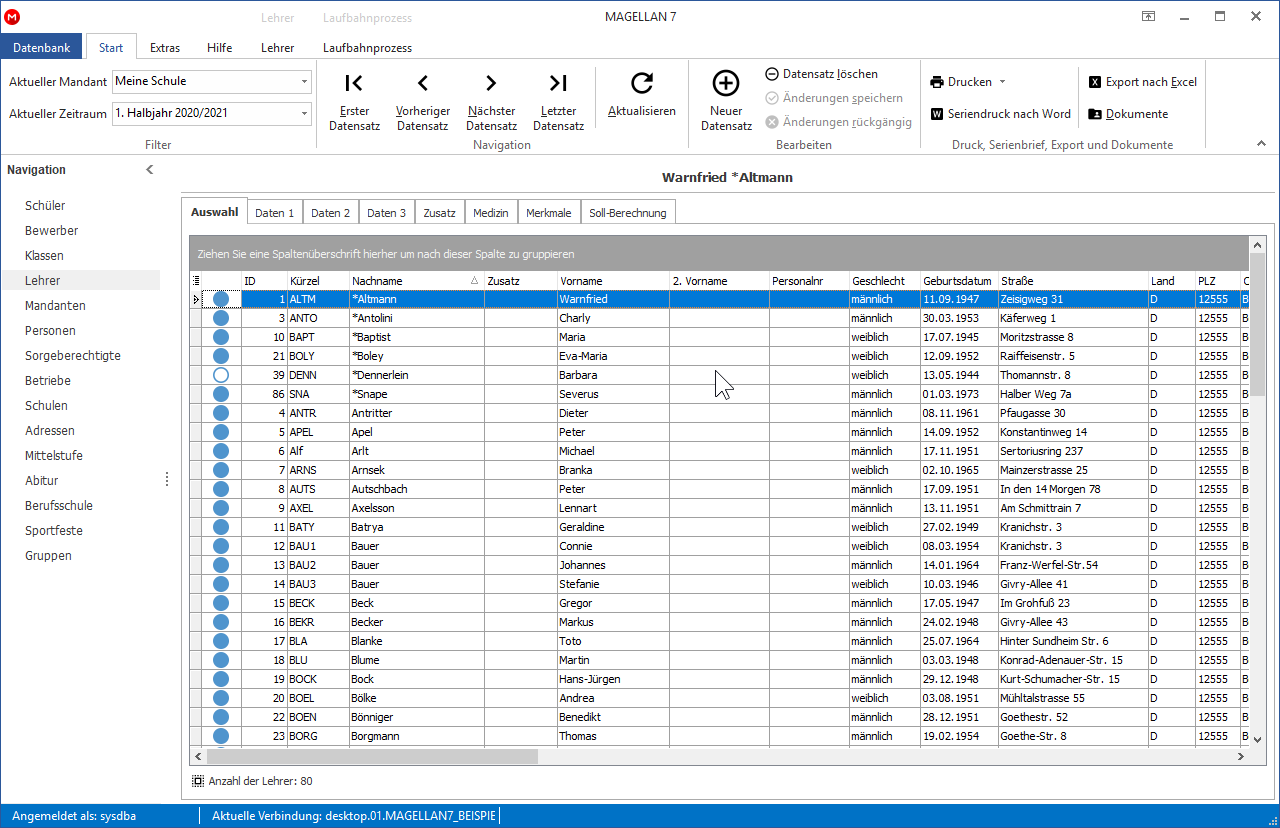 Lehrer Laufbahnprozess MAGELLAN 7
Datenbank Start Extras Hilfe Lehrer Laufbahnprozess
Aktueller Mandant Meine Schule
Aktueller Zeitraum 1. Halbjahr 2020/2021
Filter
Erster Datensatz
Vorheriger Datensatz
Nächster Datensatz
Letzter Datensatz
Aktualisieren
Navigation
Neuer Datensatz
Datensatz löschen
Änderungen speichern
Änderungen rückgängig
Bearbeiten
Drucken
Seriendruck nach Word
Export nach Excel
Dokumente
Druck, Serienbrief, Export und Dokumente
Navigation
Schüler
Bewerber
Klassen
Lehrer
Mandanten
Personen
Sorgeberechtigte
Betriebe
Schulen
Adressen
Mittelstufe
Abitur
Berufsschule
Sportfeste
Gruppen
Warnfried *Altmann
Auswahl Daten 1 Daten 2 Daten 3 Zusatz Medizin Merkmale Soll-Berechnung
Ziehen Sie eine Spaltenüberschrift hierher um nach dieser Spalte zu gruppieren
ID Kürzel Nachname Zusatz Vorname 2. Vorname Personalnr Geschlecht Geburtsdatum Straße Land PLZ
1 ALTM *Altmann Warnfried männlich 11.09.1947 Zeisigweg 31 D 12555 B
3 ANTO *Antolini Charly männlich 30.03.1953 Käferweg 1 D 12555 B
10 BAPT *Baptist Maria weiblich 17.07.1945 Moritzstrasse 8 D 12555 B
21 BOLY *Boley Eva-Maria weiblich 12.09.1952 Raiffeisenstr. 5 D 12555 B
39 DENN *Dennerlein Barbara weiblich 13.05.1944 Thomannstr. 8 D 12555 B
86 SNA *Snape Severus männlich 01.03.1973 Halber Weg 7a D 12555 B
4 ANTR Antritter Dieter männlich 08.11.1961 Pfaugasse 30 D 12555 B
5 APEL Apel Peter männlich 14.09.1952 Konstantinweg 14 D 12555 B
6 Alf Arlt Michael männlich 17.11.1951 Sertoriusring 237 D 12555 B
7 ARNS Arnsek Branka weiblich 02.10.1965 Mainzerstrasse 25 D 12555 B
8 AUTS Autschbach Peter männlich 17.09.1951 In den 14 Morgen 78 D 12555 B
9 AXEL Axelsson Lennart männlich 13.11.1951 Am Schmittrain 7 D 12555 B
11 BATY Batrya Geraldine weiblich 27.02.1949 Kranichstr. 3 D 12555 B
12 BAU1 Bauer Connie weiblich 08.03.1954 Kranichstr. 3 D 12555 B
13 BAU2 Bauer Johannes männlich 14.01.1964 Franz-Werfel-Str.54 D 12555 B
14 BAU3 Bauer Stefanie weiblich 10.03.1946 Givry-Allee 41 D 12555 B
15 BECK Beck Gregor männlich 17.05.1947 Im Grohfuß 23 D 12555 B
16 BEKR Becker Markus männlich 24.02.1948 Givry-Allee 43 D 12555 B
17 BLA Blanke Toto männlich 25.07.1964 Hinter Sundheim Str. 6 D 12555 B
18 BLU Blume Martin männlich 03.03.1948 Konrad-Adenauer-Str. 15 D 12555 B
19 BOCK Bock Hans-Jürgen männlich 29.12.1948 Kurt-Schumacher-Str. 15 D 12555 B
20 BOEL Bölke Andrea weiblich 03.08.1951 Mühltalstrasse 55 D 12555 B
22 BOEN Bönniger Benedikt männlich 28.12.1951 Goethestr. 52 D 12555 B
23 BORG Borgmann Thomas männlich 19.02.1954 Goethe-Str. 8 D 12555 B
Anzahl der Lehrer: 80
Angemeldet als: sysdba Aktuelle Verbindung: desktop.01.MAGELLAN7_BEISPIE